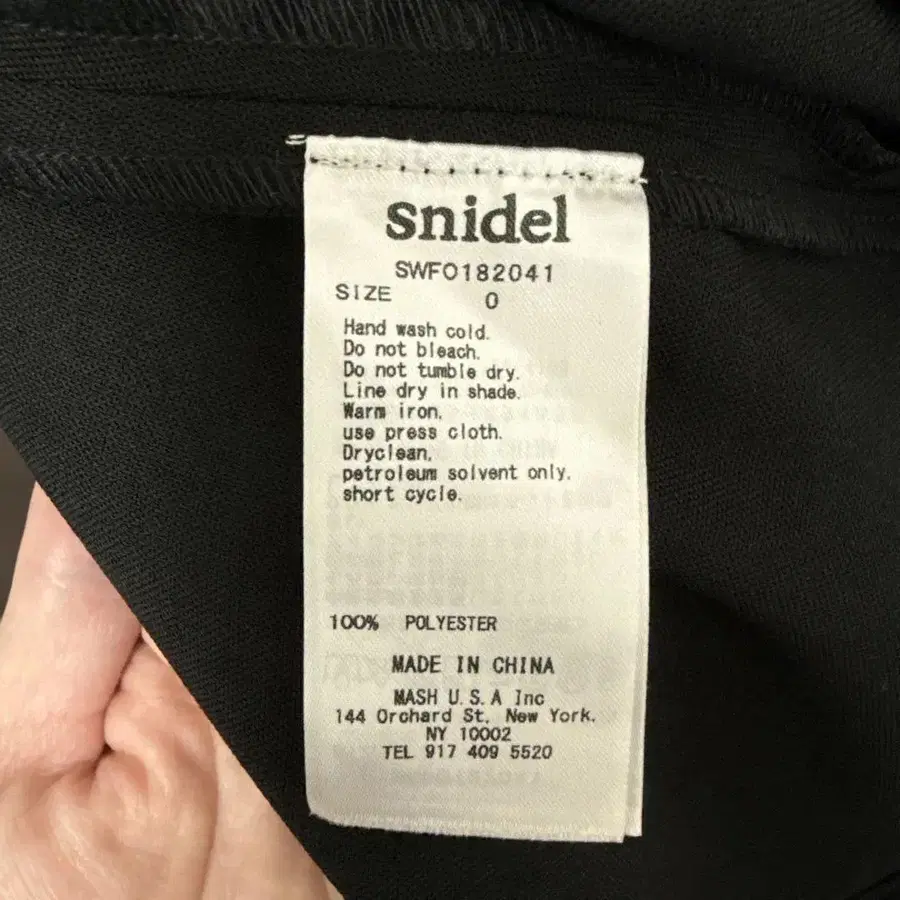 snidel
SWFO182041
SIZE 0
Hand wash cold.
Do not bleach.
Do not tumble dry.
Line dry in shade.
Warm iron.
use press cloth.
Dryclean.
petroleum solvent only.
short cycle.
100% POLYESTER
MADE IN CHINA
MASH U.S.A Inc
144 Orchard St. New York.
NY 10002
TEL 917 409 5520